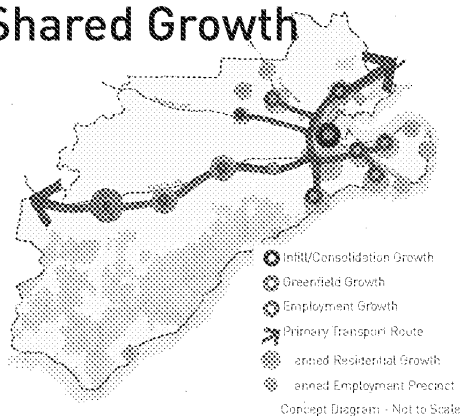 Shared Growth
Infill/Consolidation Growth
Greenfield Growth
Employment Growth
Primary Transport Route
anned Residential Growth
anned Employment Precinct
Concept Diagram - Not to Scale